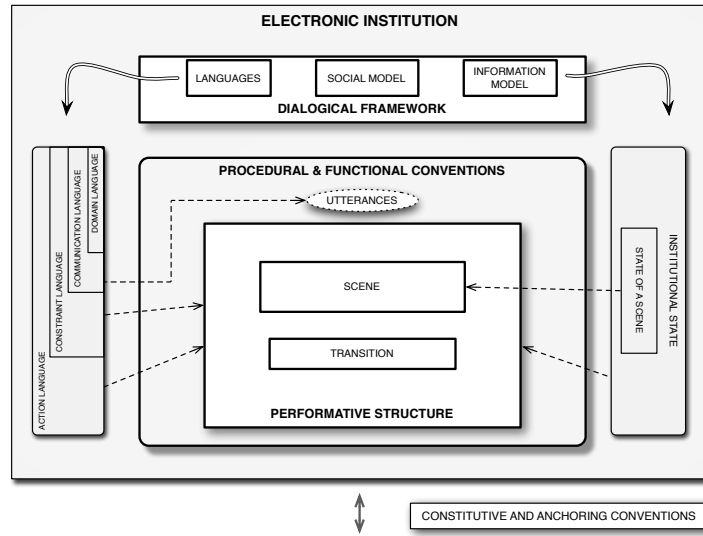 ELECTRONIC INSTITUTION
LANGUAGES
SOCIAL MODEL
INFORMATION
MODEL
DIALOGICAL FRAMEWORK
ACTION LANGUAGE
CONSTRAINT LANGUAGE
COMMUNICATION LANGUAGE
DOMAIN LANGUAGE
PROCEDURAL & FUNCTIONAL CONVENTIONS
UTTERANCES
SCENE
TRANSITION
PERFORMATIVE STRUCTURE
STATE OF A SCENE
INSTITUTIONAL STATE
CONSTITUTIVE AND ANCHORING CONVENTIONS